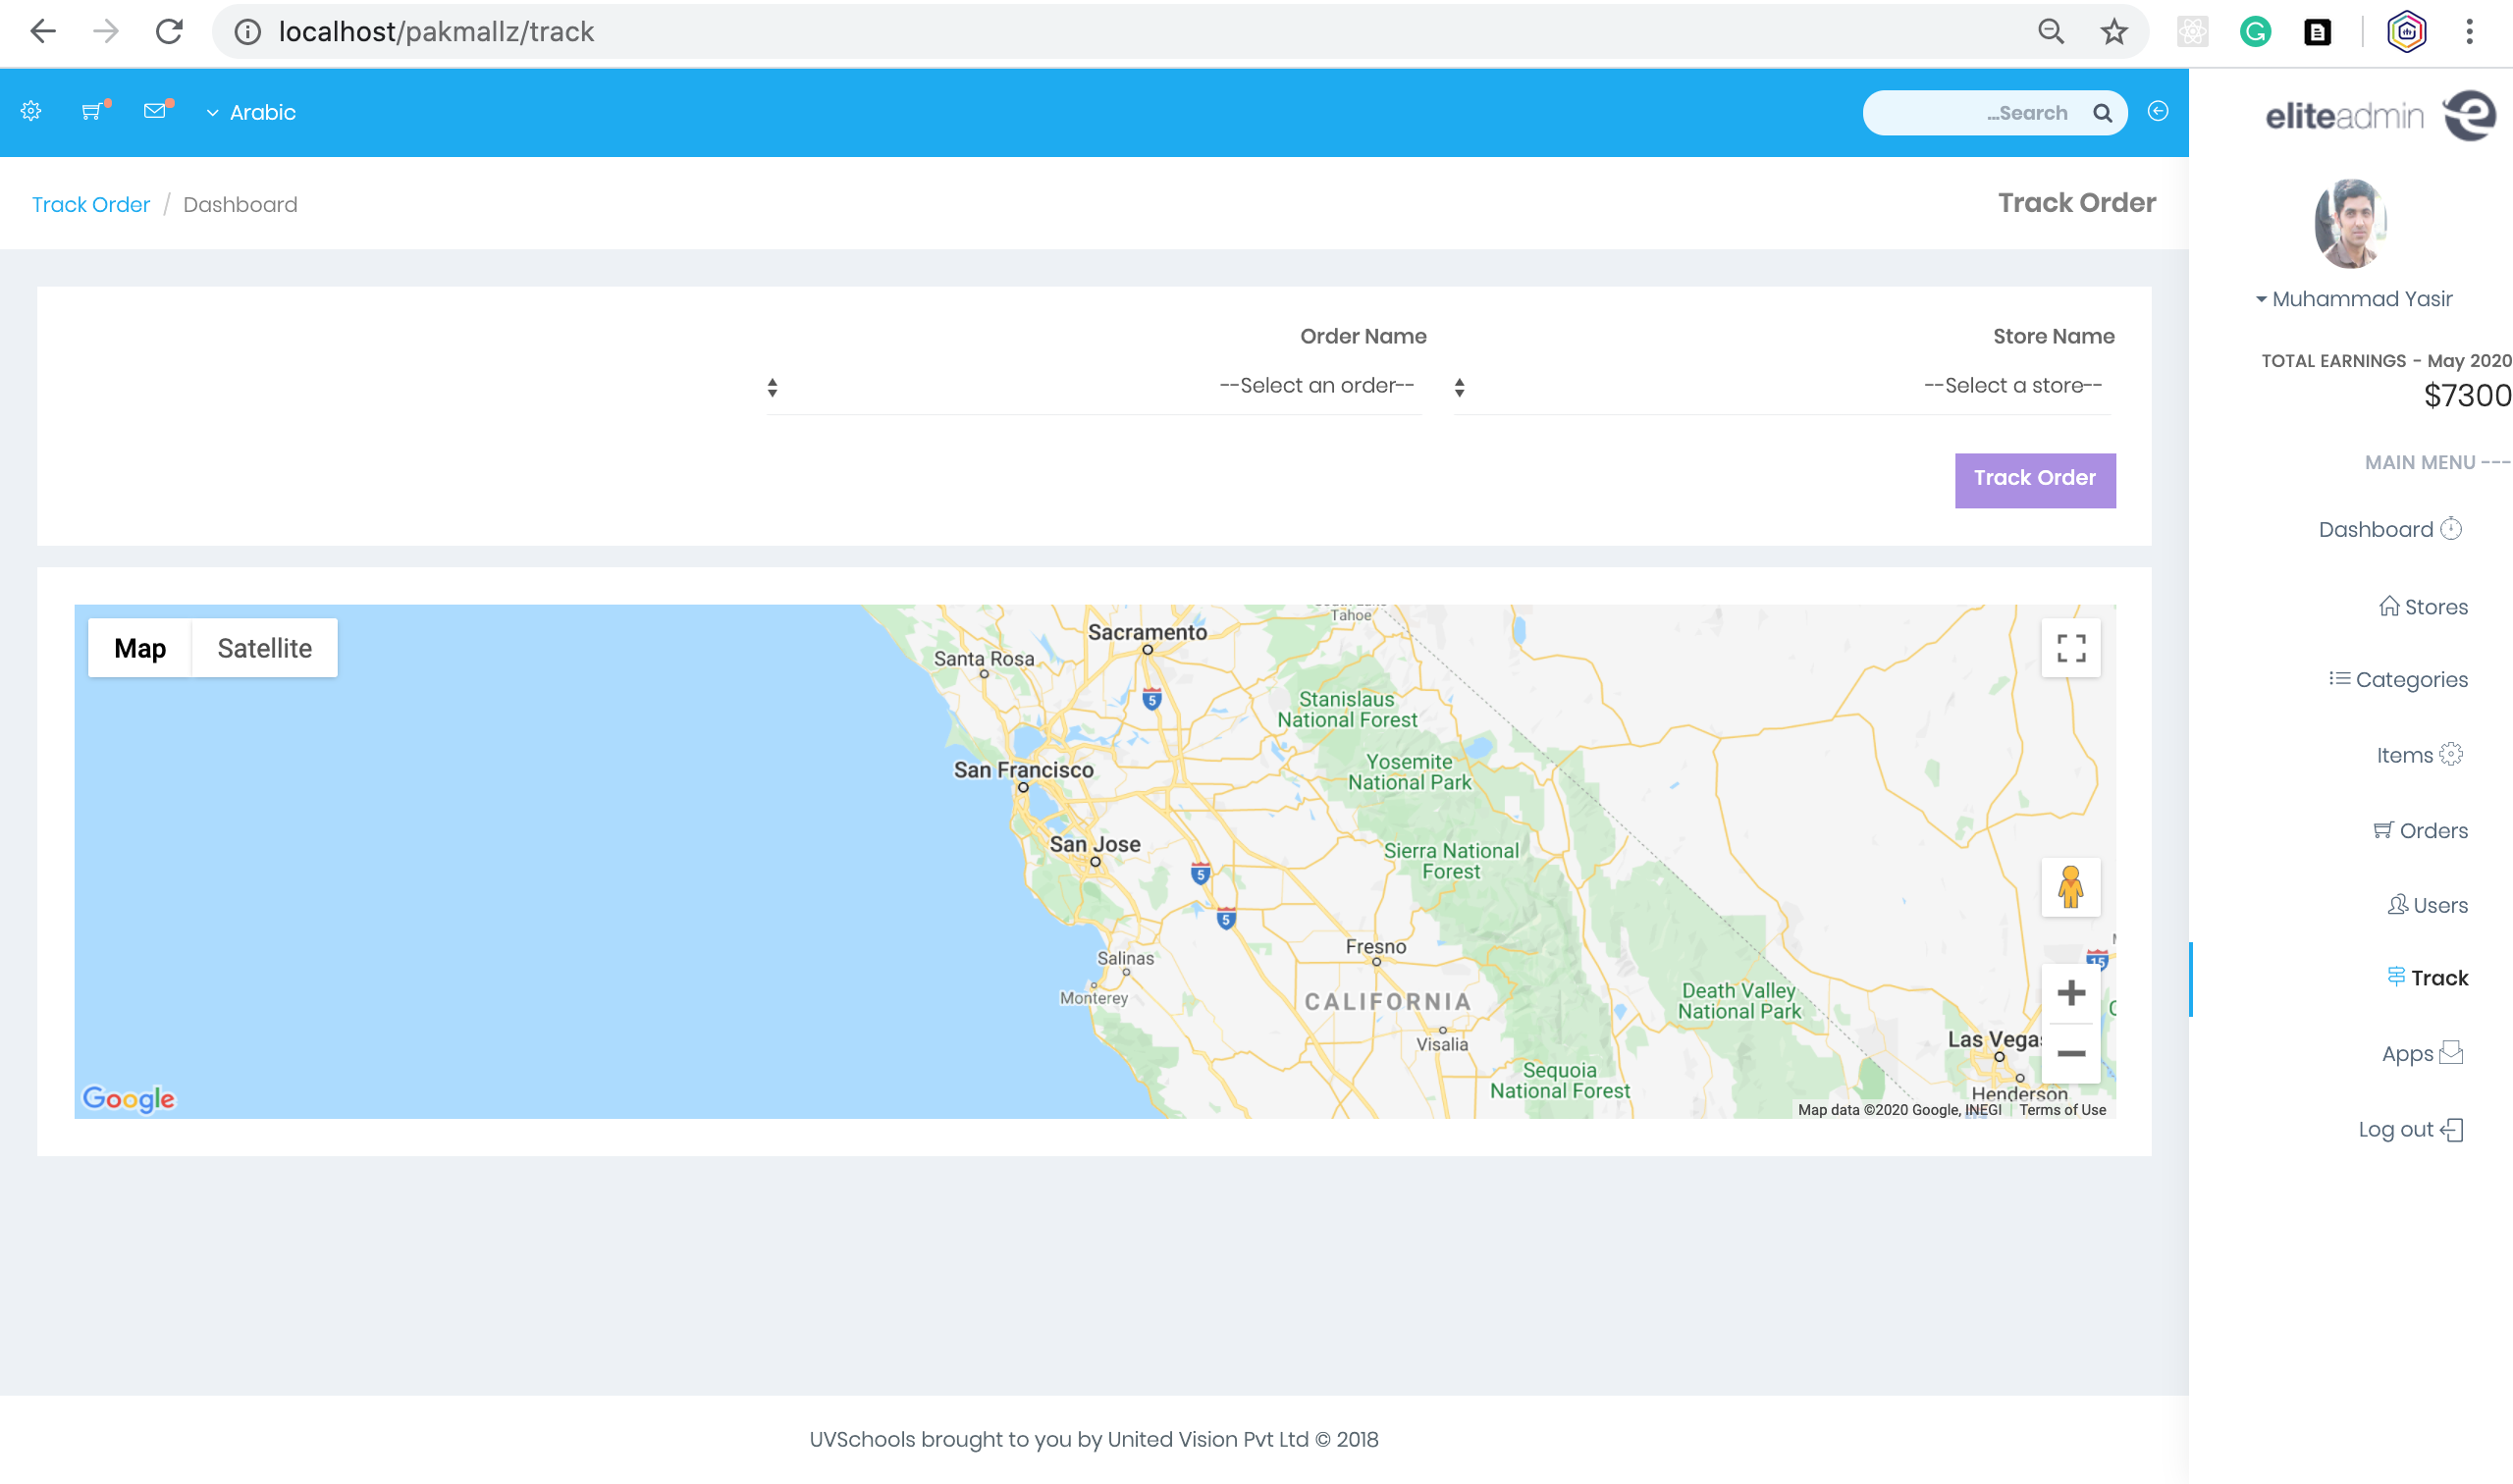 localhost/pakmallz/track
Arabic
...Search
eliteadmin
Track Order / Dashboard
Track Order
Muhammad Yasir
TOTAL EARNINGS - May 2020
$7300
MAIN MENU ---
Dashboard
Stores
Categories
Items
Orders
Users
Track
Apps
Log out
Order Name
Store Name
--Select an order--
--Select a store--
Track Order
Map
Satellite
Tahoe
Sacramento
Santa Rosa
5
Stanislaus
National Forest
Yosemite
National Park
San Francisco
San Jose
5
Sierra National
Forest
5
Fresno
Salinas
15
Monterey
CALIFORNIA
Death Valley
National Park
Visalia
Las Vegas
Sequoia
National Forest
Henderson
Google
Map data ©2020 Google, INEGI
Terms of Use
UVSchools brought to you by United Vision Pvt Ltd © 2018